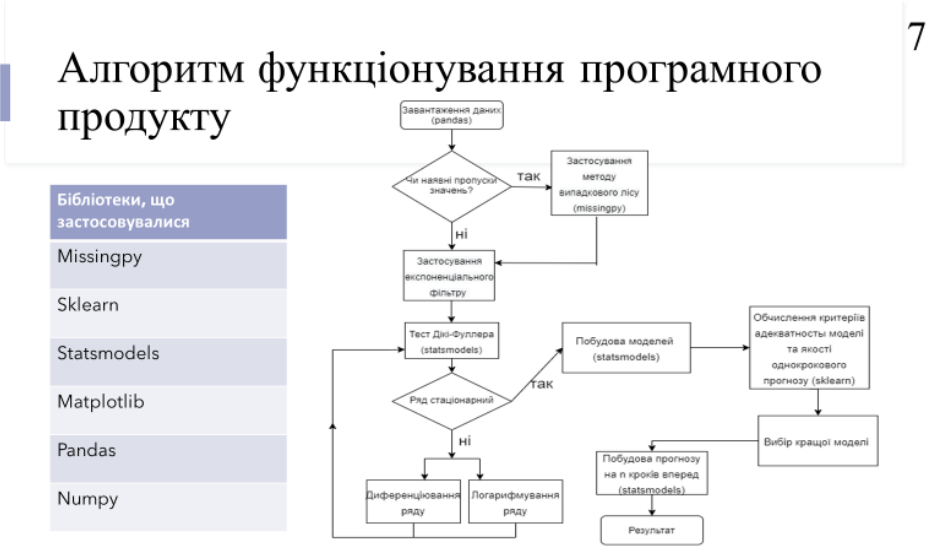 7
Алгоритм функціонування програмного
продукту
Бібліотеки, що
застосовувалися
Missingpy
Sklearn
Statsmodels
Matplotlib
Pandas
Numpy
Завантаження даних
(pandas)
Чи наявні пропуски
значень?
так
Застосування
методу
випадкового лісу
(missingpy)
ні
Застосування
експоненціального
фільтру
Тест Дікі-Фуллера
(statsmodels)
Ряд стаціонарний
так
ні
Диференціювання
ряду
Логарифмування
ряду
Побудова моделей
(statsmodels)
Обчислення критеріїв
адекватность моделі
та якості
однокрокового
прогнозу (sklearn)
Вибір кращої моделі
Побудова прогнозу
на n кроків вперед
(statsmodels)
Результат